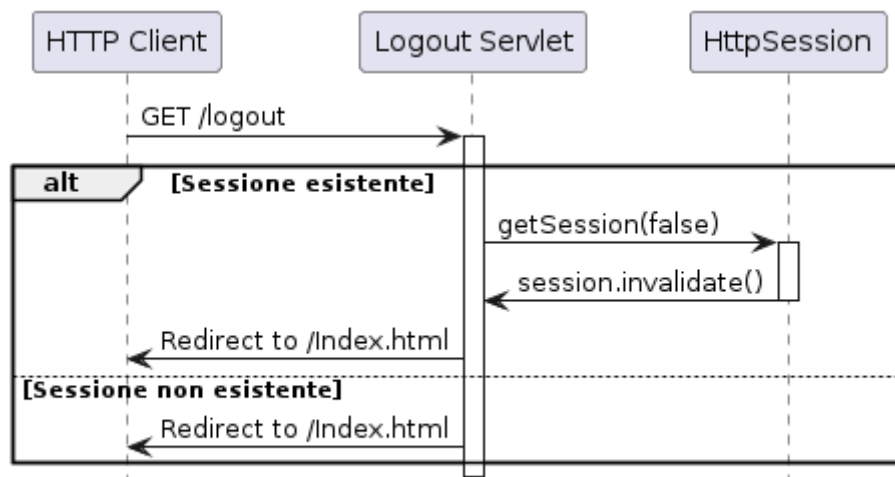 HTTP Client
Logout Servlet
HttpSession
GET /logout
alt
[Sessione esistente]
getSession(false)
session.invalidate()
Redirect to /Index.html
[Sessione non esistente]
Redirect to /Index.html